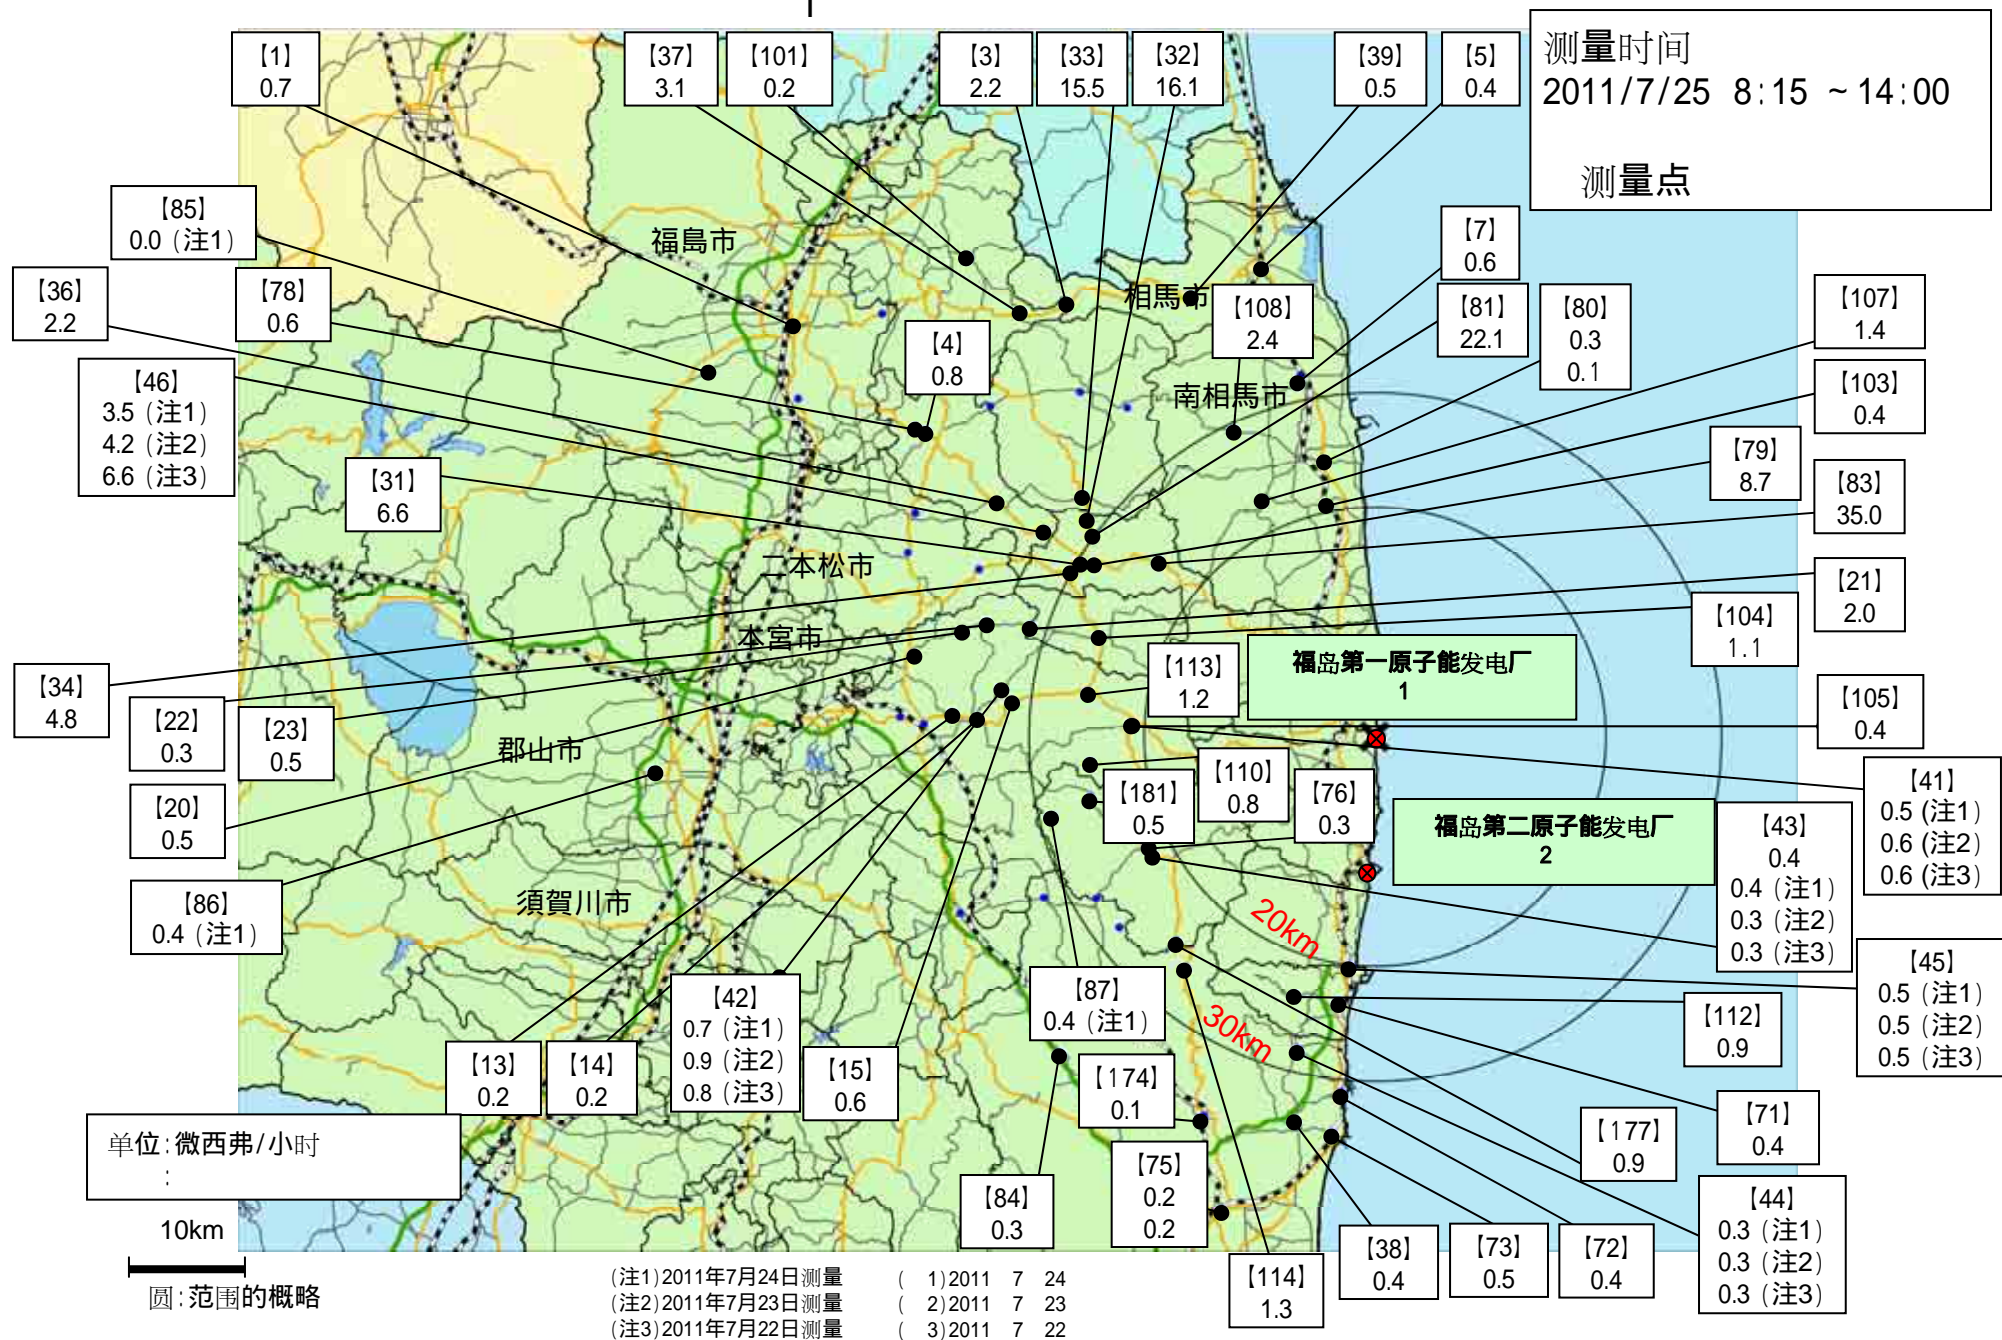 测量时间
2011/7/25 8:15 ~14:00
测量点
【1】
0.7
【37】
3.1
【101】
0.2
【3】
2.2
【33】
15.5
【32】
16.1
【39】
0.5
【5】
0.4
【85】
0.0 (注1)
【36】
2.2
【78】
0.6
【4】
0.8
【108】
2.4
【7】
0.6
【81】
22.1
【80】
0.3
0.1
【107】
1.4
【46】
3.5 (注1)
4.2 (注2)
6.6 (注3)
【31】
6.6
【103】
0.4
【79】
8.7
【83】
35.0
【21】
2.0
【104】
1.1
福島市
相馬市
南相馬市
二本松市
本宮市
郡山市
須賀川市
【34】
4.8
【22】
0.3
【23】
0.5
【20】
0.5
【86】
0.4 (注1)
【113】
1.2
福岛第一原子能发电厂
1
【105】
0.4
【181】
0.5
【110】
0.8
【76】
0.3
福岛第二原子能发电厂
2
【41】
0.5 (注1)
0.6 (注2)
0.6 (注3)
【43】
0.4
0.4 (注1)
0.3 (注2)
0.3 (注3)
20km
30km
【45】
0.5 (注1)
0.5 (注2)
0.5 (注3)
【13】
0.2
【14】
0.2
【42】
0.7 (注1)
0.9 (注2)
0.8 (注3)
【15】
0.6
【87】
0.4 (注1)
【174】
0.1
【112】
0.9
【71】
0.4
【177】
0.9
【84】
0.3
【75】
0.2
0.2
【114】
1.3
【38】
0.4
【73】
0.5
【72】
0.4
【44】
0.3 (注1)
0.3 (注2)
0.3 (注3)
单位:微西弗/小时
:
10km
圆:范围的概略
(注1)2011年7月24日测量 ( 1)2011 7 24
(注2)2011年7月23日测量 ( 2)2011 7 23
(注3)2011年7月22日测量 ( 3)2011 7 22